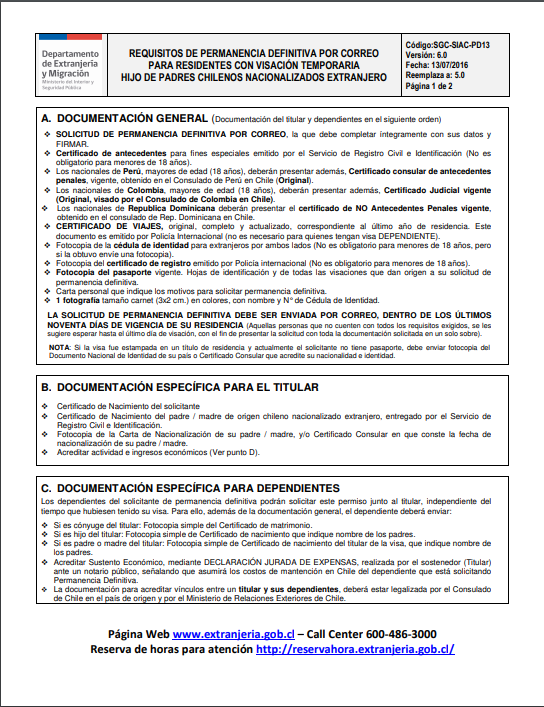 Departamento
de Extranjería
y Migración
Ministerio del Interior y
Seguridad Pública
REQUISITOS DE PERMANENCIA DEFINITIVA POR CORREO
PARA RESIDENTES CON VISACIÓN TEMPORARIA
HIJO DE PADRES CHILENOS NACIONALIZADOS EXTRANJERO
Código:SGC-SIAC-PD13
Versión: 6.0
Fecha: 13/07/2016
Reemplaza a: 5.0
Página 1 de 2
A. DOCUMENTACIÓN GENERAL (Documentación del titular y dependientes en el siguiente orden)
❖ SOLICITUD DE PERMANENCIA DEFINITIVA POR CORREO, la que debe completar íntegramente con sus datos y
FIRMAR.
❖ Certificado de antecedentes para fines especiales emitido por el Servicio de Registro Civil e Identificación (No es
obligatorio para menores de 18 años).
❖ Los nacionales de Perú, mayores de edad (18 años), deberán presentar además, Certificado consular de antecedentes
penales, vigente, obtenido en el Consulado de Perú en Chile (Original).
❖ Los nacionales de Colombia, mayores de edad (18 años), deberán presentar además, Certificado Judicial vigente
(Original, visado por el Consulado de Colombia en Chile).
❖ Los nacionales de Republica Dominicana deberán presentar el certificado de NO Antecedentes Penales vigente,
obtenido en el consulado de Rep. Dominicana en Chile.
❖ CERTIFICADO DE VIAJES, original, completo y actualizado, correspondiente al último año de residencia. Este
documento es emitido por Policía Internacional (no es necesario para quienes tengan visa DEPENDIENTE).
❖ Fotocopia de la cédula de identidad para extranjeros por ambos lados (No es obligatorio para menores de 18 años, pero
si la obtuvo envíe una fotocopia).
❖ Fotocopia del certificado de registro emitido por Policía internacional (No es obligatorio para menores de 18 años).
❖ Fotocopia del pasaporte vigente. Hojas de identificación y de todas las visaciones que dan origen a su solicitud de
permanencia definitiva.
❖ Carta personal que indique los motivos para solicitar permanencia definitiva.
❖ 1 fotografía tamaño carnet (3x2 cm.) en colores, con nombre y N° de Cédula de Identidad.
LA SOLICITUD DE PERMANENCIA DEFINITIVA DEBE SER ENVIADA POR CORREO, DENTRO DE LOS ÚLTIMOS
NOVENTA DÍAS DE VIGENCIA DE SU RESIDENCIA (Aquellas personas que no cuenten con todos los requisitos exigidos, se les
sugiere esperar hasta el último día de visación, con el fin de presentar la solicitud con toda la documentación solicitada en un solo sobre).
NOTA: Si la visa fue estampada en un título de residencia y actualmente el solicitante no tiene pasaporte, debe enviar fotocopia del
Documento Nacional de Identidad de su país o Certificado Consular que acredite su nacionalidad e identidad.
B. DOCUMENTACIÓN ESPECÍFICA PARA EL TITULAR
❖ Certificado de Nacimiento del solicitante
❖ Certificado de Nacimiento del padre / madre de origen chileno nacionalizado extranjero, entregado por el Servicio de
Registro Civil e Identificación.
❖ Fotocopia de la Carta de Nacionalización de su padre / madre, y/o Certificado Consular en que conste la fecha de
nacionalización de su padre / madre.
❖ Acreditar actividad e ingresos económicos (Ver punto D).
C. DOCUMENTACIÓN ESPECÍFICA PARA DEPENDIENTES
Los dependientes del solicitante de permanencia definitiva podrán solicitar este permiso junto al titular, independiente del
tiempo que hubiesen tenido su visa. Para ello, además de la documentación general, el dependiente deberá enviar:
❖ Si es cónyuge del titular: Fotocopia simple del Certificado de matrimonio.
❖ Si es hijo del titular: Fotocopia simple de Certificado de nacimiento que indique nombre de los padres.
❖ Si es padre o madre del titular: Fotocopia simple de Certificado de nacimiento del titular de la visa, que indique nombre de
los padres.
❖ Acreditar Sustento Económico, mediante DECLARACIÓN JURADA DE EXPENSAS, realizada por el sostenedor (Titular)
ante un notario público, señalando que asumirá los costos de mantención en Chile del dependiente que está solicitando
Permanencia Definitiva.
❖ La documentación para acreditar vínculos entre un titular y sus dependientes, deberá estar legalizada por el Consulado
de Chile en el país de origen y por el Ministerio de Relaciones Exteriores de Chile.
Página Web www.extranjeria.gob.cl – Call Center 600-486-3000
Reserva de horas para atención http://reservahora.extranjeria.gob.cl/